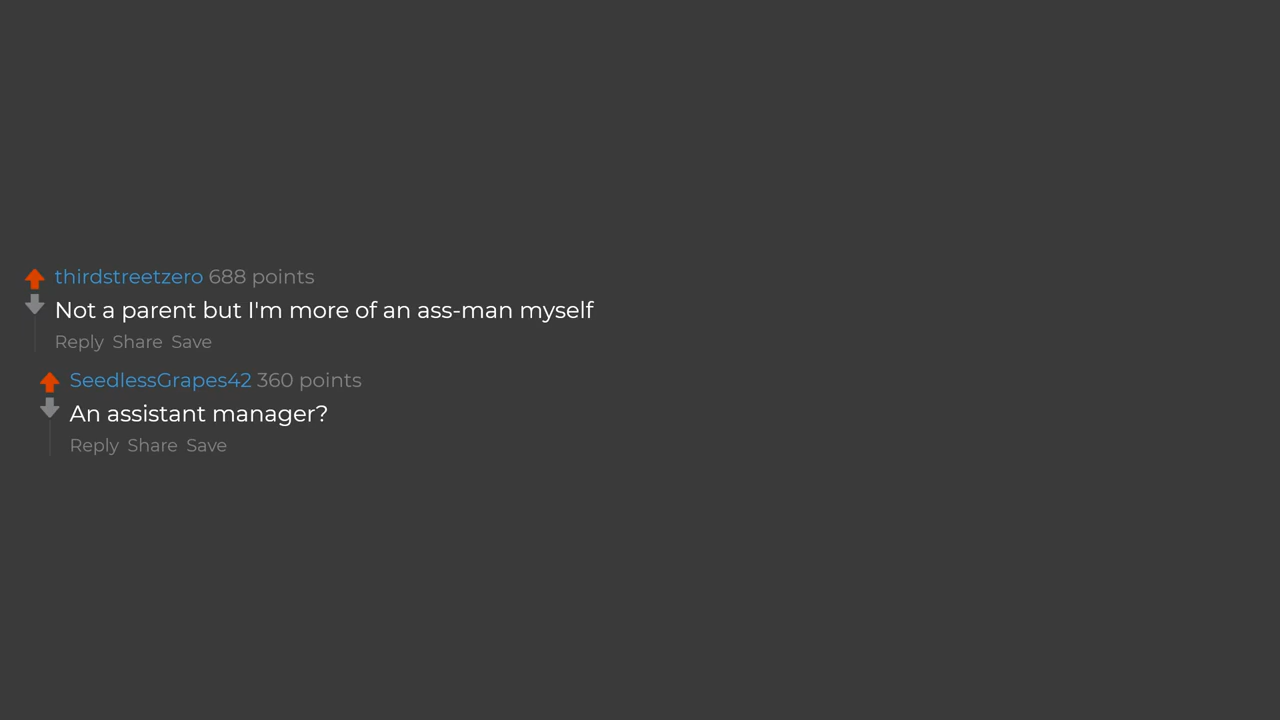 thirdstreetzero 688 points
Not a parent but I'm more of an ass-man myself
Reply Share Save
SeedlessGrapes42 360 points
An assistant manager?
Reply Share Save